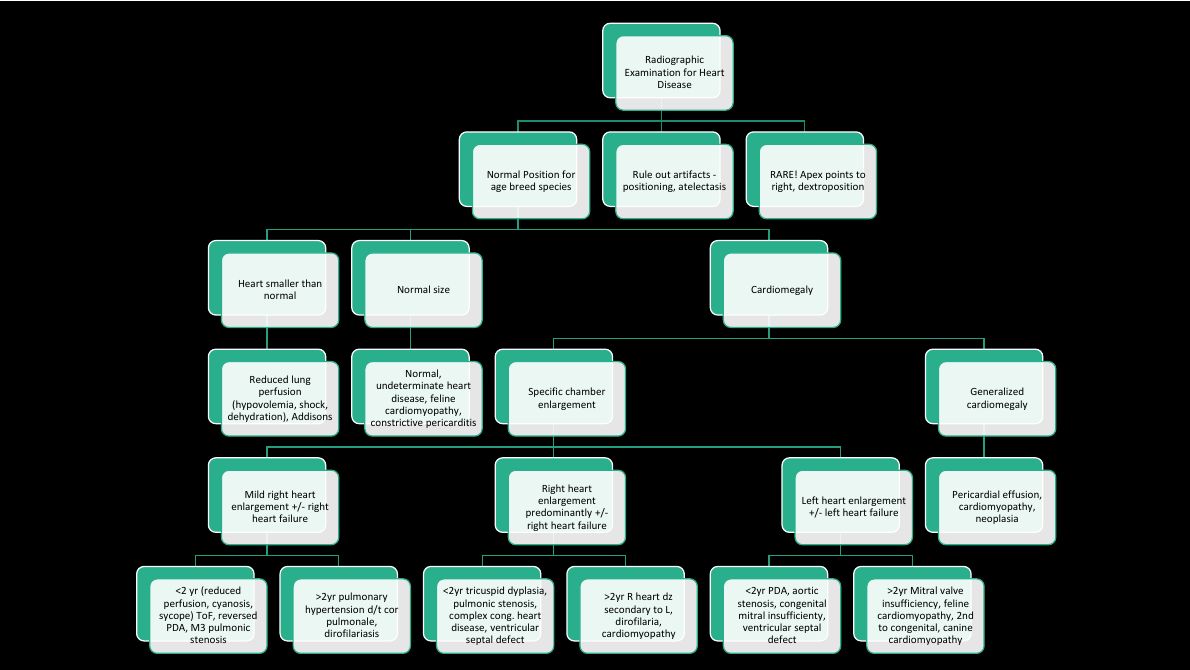 Radiographic
Examination for Heart
Disease
Normal Position for
age breed species
Rule out artifacts -
positioning, atelectasis
RARE! Apex points to
right, dextroposition
Heart smaller than
normal
Normal size
Cardiomegaly
Reduced lung
perfusion
(hypovolemia, shock,
dehydration), Addisons
Normal,
undeterminate heart
disease, feline
cardiomyopathy,
constrictive pericarditis
Specific chamber
enlargement
Generalized
cardiomegaly
Mild right heart
enlargement +/- right
heart failure
Right heart
enlargement
predominantly +/-
right heart failure
Left heart enlargement
+/- left heart failure
Pericardial effusion,
cardiomyopathy,
neoplasia
<2 yr (reduced
perfusion, cyanosis,
sycope) ToF, reversed
PDA, M3 pulmonic
stenosis
>2yr pulmonary
hypertension d/t cor
pulmonale,
dirofilariasis
<2yr tricuspid dyplasia,
pulmonic stenosis,
complex cong. heart
disease, ventricular
septal defect
>2yr R heart dz
secondary to L,
dirofilaria,
cardiomyopathy
<2yr PDA, aortic
stenosis, congenital
mitral insufficienty,
ventricular septal
defect
>2yr Mitral valve
insufficiency, feline
cardiomyopathy, 2nd
to congenital, canine
cardiomyopathy